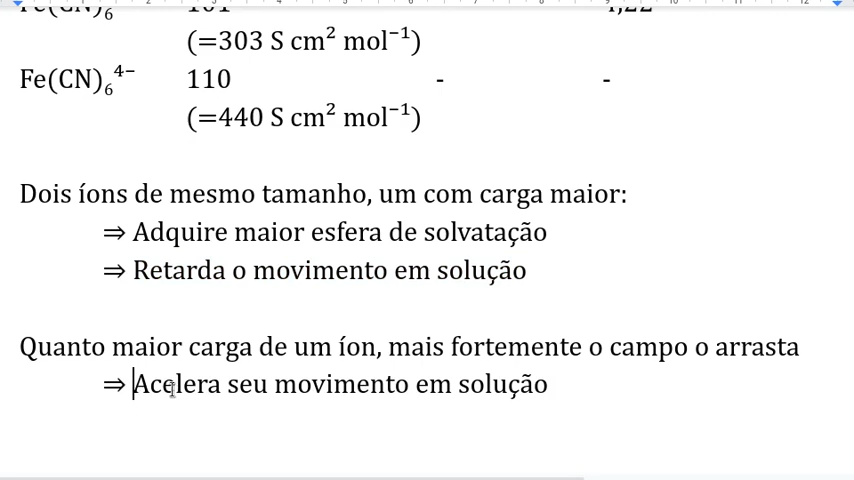 (=303 S cm² mol⁻¹)
Fe(CN)₆⁴⁻ 110 - -
(=440 S cm² mol⁻¹)
Dois íons de mesmo tamanho, um com carga maior:
⇒ Adquire maior esfera de solvatação
⇒ Retarda o movimento em solução
Quanto maior carga de um íon, mais fortemente o campo o arrasta
⇒ Acelera seu movimento em solução